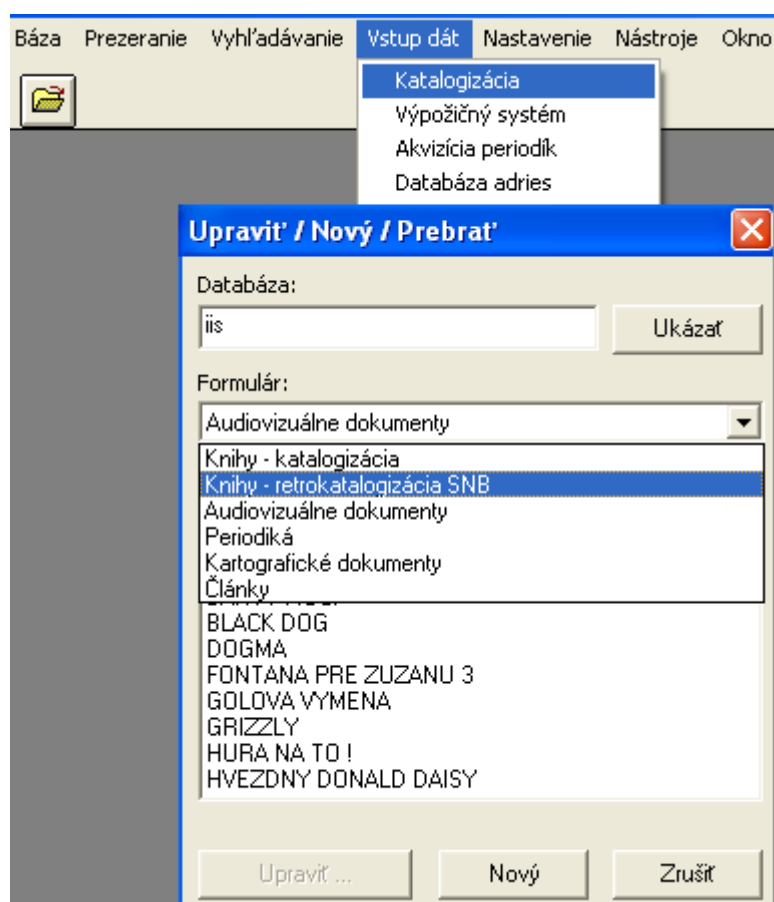 Báza Prezeranie Vyhľadávanie Vstup dát Nastavenie Nástroje Okno
Katalogizácia
Výpožičný systém
Akvizícia periodík
Databáza adries
Upraviť / Nový / Prebrať
Databáza:
iis
Ukázať
Formulár:
Audiovizuálne dokumenty
Knihy - katalogizácia
Knihy - retrokatalogizácia SNB
Audiovizuálne dokumenty
Periodiká
Kartografické dokumenty
Články
BLACK DOG
DOGMA
FONTANA PRE ZUZANU 3
GOLOVA VYMENA
GRIZZLY
HURA NA TO !
HVEZDNY DONALD DAISY
Upraviť ... Nový Zrušiť